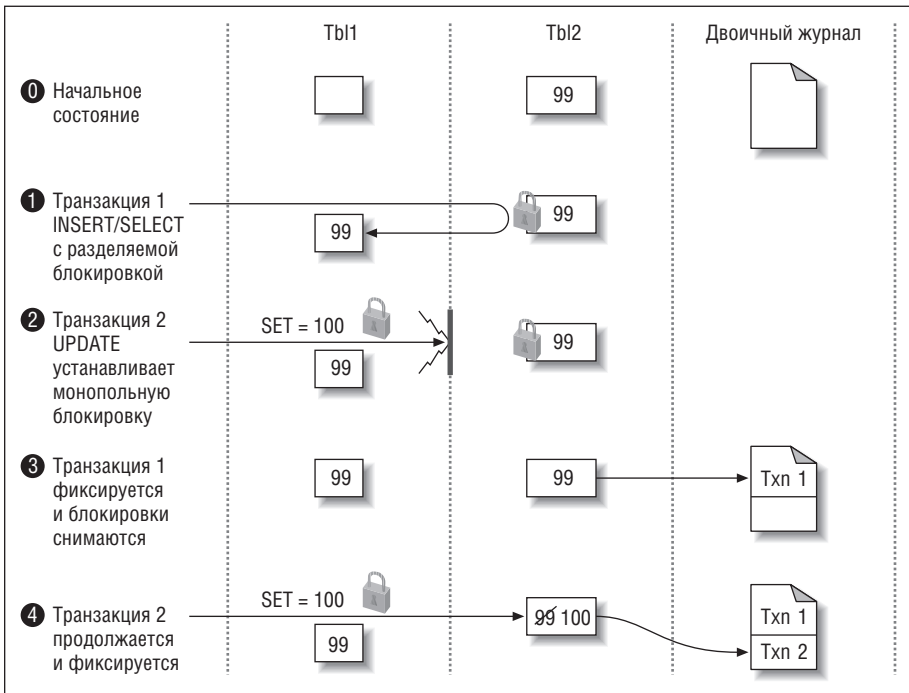 Tbl1
Tbl2
Двоичный журнал
0 Начальное
состояние
99
1 Транзакция 1
INSERT/SELECT
с разделяемой
блокировкой
99
99
2 Транзакция 2
UPDATE
устанавливает
монопольную
блокировку
SET = 100
99
99
3 Транзакция 1
фиксируется
и блокировки
снимаются
99
99
Txn 1
4 Транзакция 2
продолжается
и фиксируется
SET = 100
99
99 100
Txn 1
Txn 2